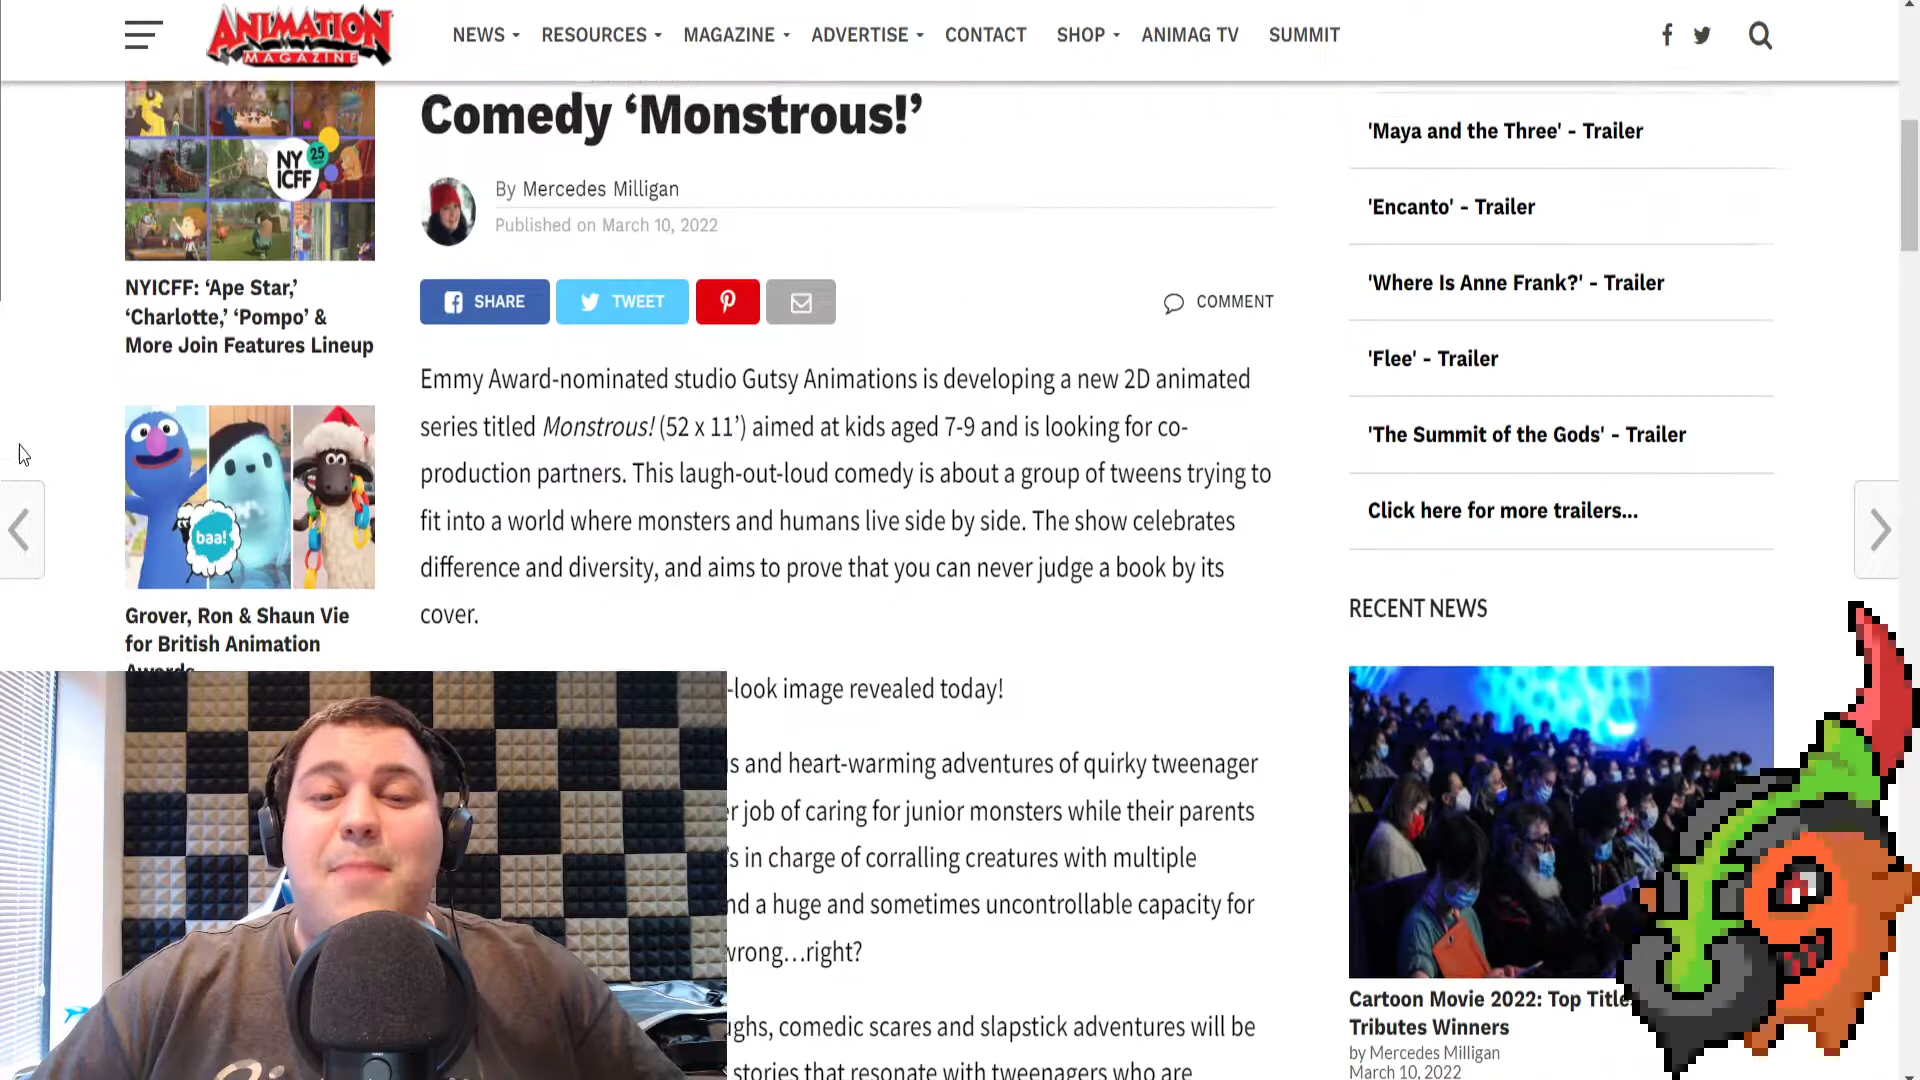 ANIMATION
MAGAZINE
NEWS
RESOURCES
MAGAZINE
ADVERTISE
CONTACT
SHOP
ANIMAG TV
SUMMIT
NY
ICFF
25
NYICFF: ‘Ape Star,’
‘Charlotte,’ ‘Pompo’ &
More Join Features Lineup
baa!
Grover, Ron & Shaun Vie
for British Animation
Awards
Comedy ‘Monstrous!’
By Mercedes Milligan
Published on March 10, 2022
SHARE
TWEET
COMMENT
Emmy Award-nominated studio Gutsy Animations is developing a new 2D animated
series titled Monstrous! (52 x 11’) aimed at kids aged 7-9 and is looking for co-
production partners. This laugh-out-loud comedy is about a group of tweens trying to
fit into a world where monsters and humans live side by side. The show celebrates
difference and diversity, and aims to prove that you can never judge a book by its
cover.
-look image revealed today!
s and heart-warming adventures of quirky tweenager
r job of caring for junior monsters while their parents
’s in charge of corralling creatures with multiple
nd a huge and sometimes uncontrollable capacity for
wrong…right?
ughs, comedic scares and slapstick adventures will be
stories that resonate with tweenagers who are
'Maya and the Three' - Trailer
'Encanto' - Trailer
'Where Is Anne Frank?' - Trailer
'Flee' - Trailer
'The Summit of the Gods' - Trailer
Click here for more trailers...
RECENT NEWS
Cartoon Movie 2022: Top Title
Tributes Winners
by Mercedes Milligan
March 10, 2022